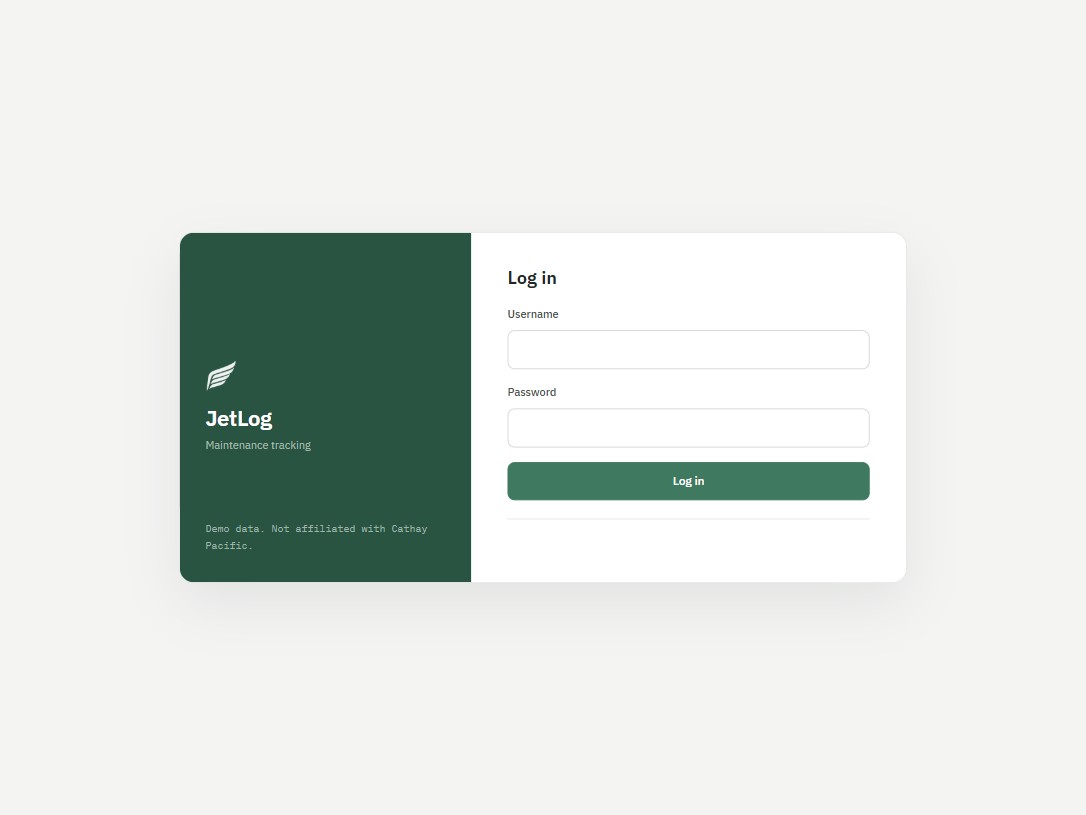 JetLog
Maintenance tracking
Demo data. Not affiliated with Cathay
Pacific.
Log in
Username
Password
Log in